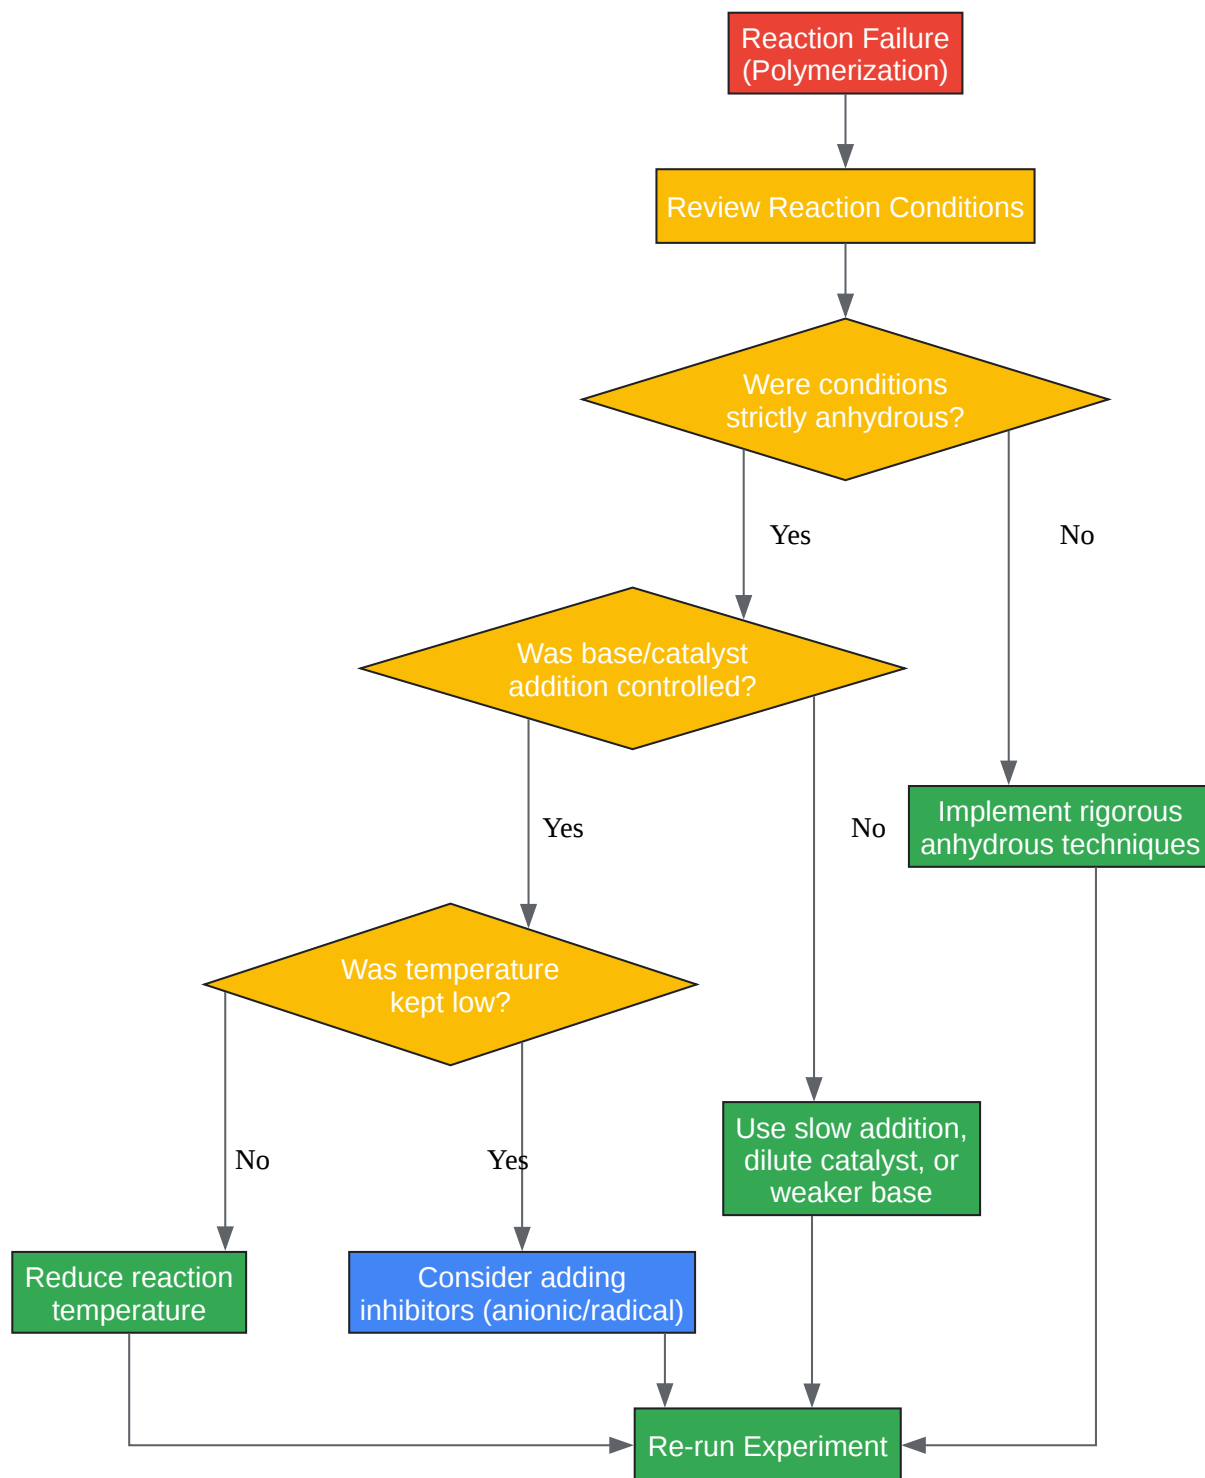 Reaction Failure
(Polymerization)
Review Reaction Conditions
Were conditions
strictly anhydrous?
Yes
No
Was base/catalyst
addition controlled?
Yes
No
Implement rigorous
anhydrous techniques
Was temperature
kept low?
No
Yes
Use slow addition,
dilute catalyst, or
weaker base
Reduce reaction
temperature
Consider adding
inhibitors (anionic/radical)
Re-run Experiment